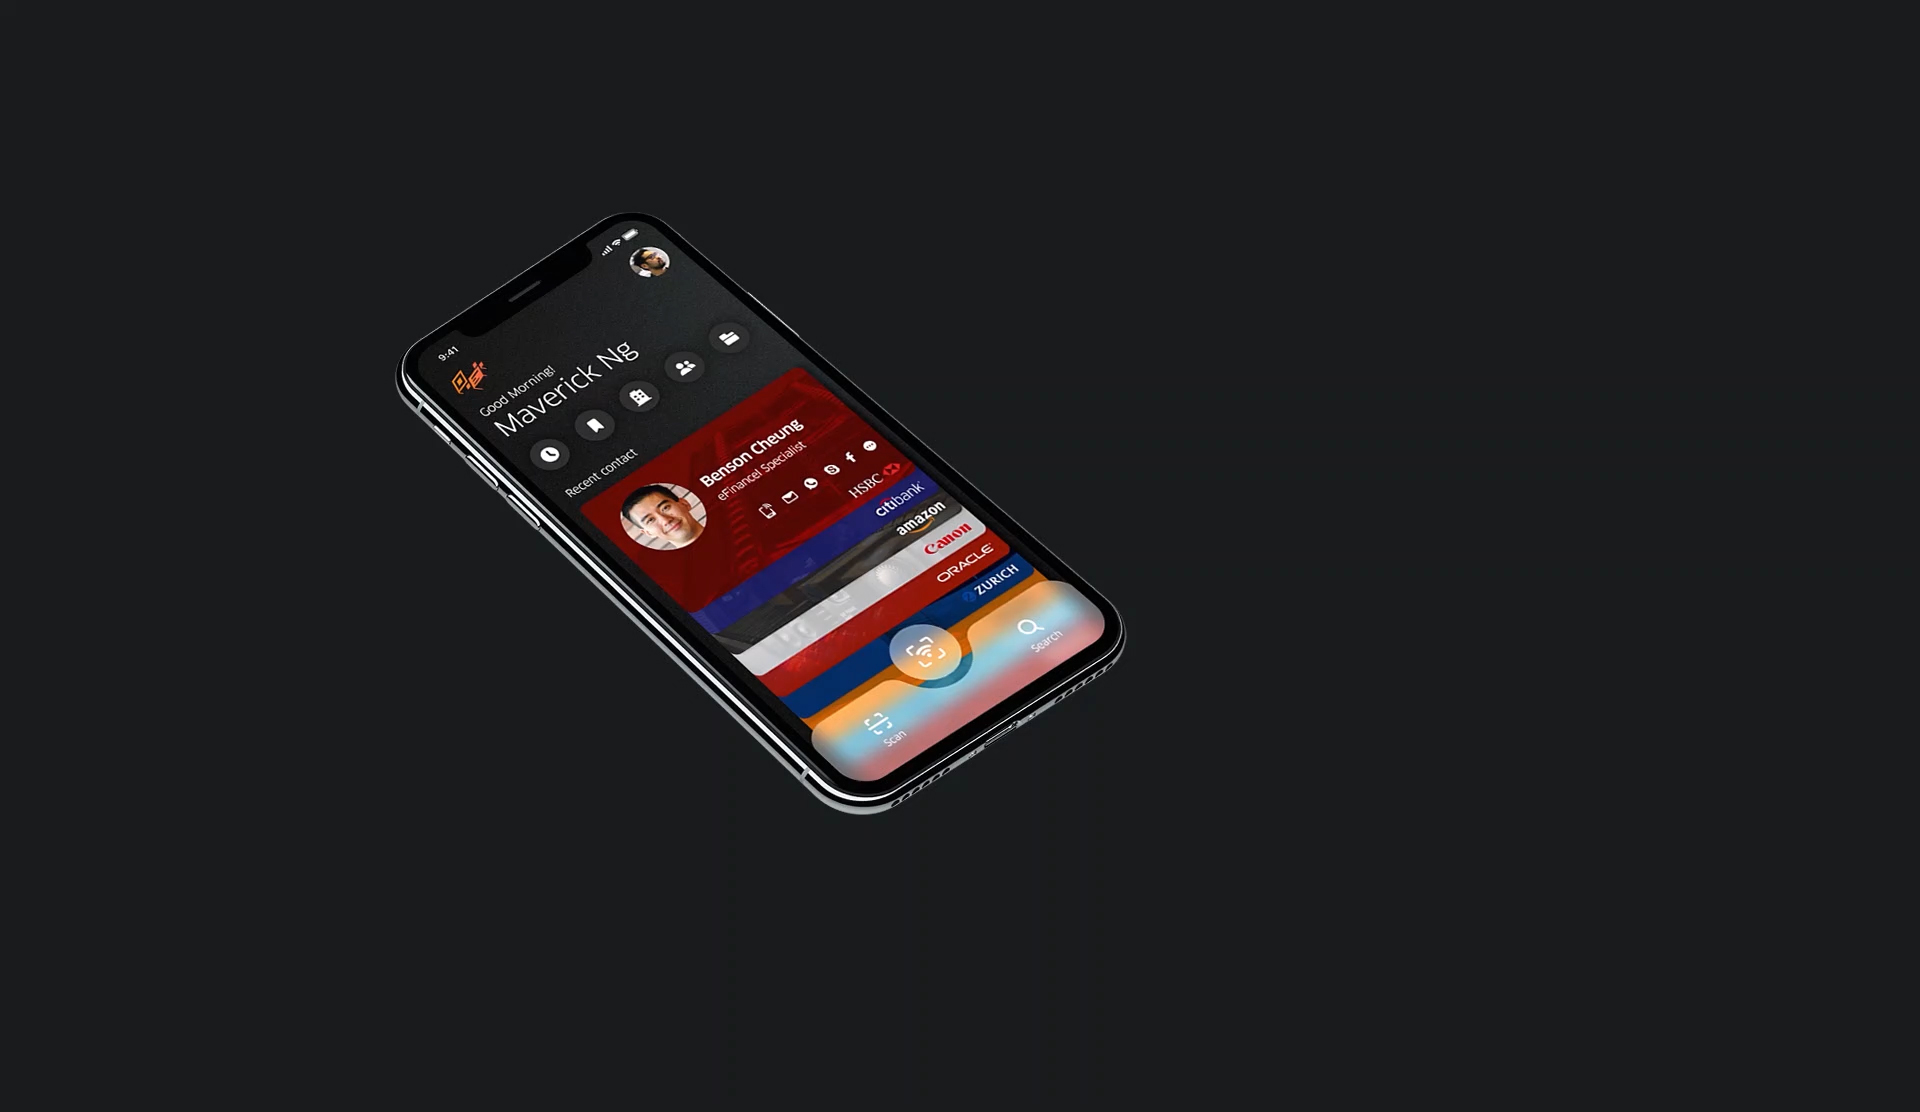 9:41
Good Morning!
Maverick Ng
Recent contact
Benson Cheung
eFinancel Specialist
HSBC
citibank
amazon
Canon
ORACLE
ZURICH
Scan
Search